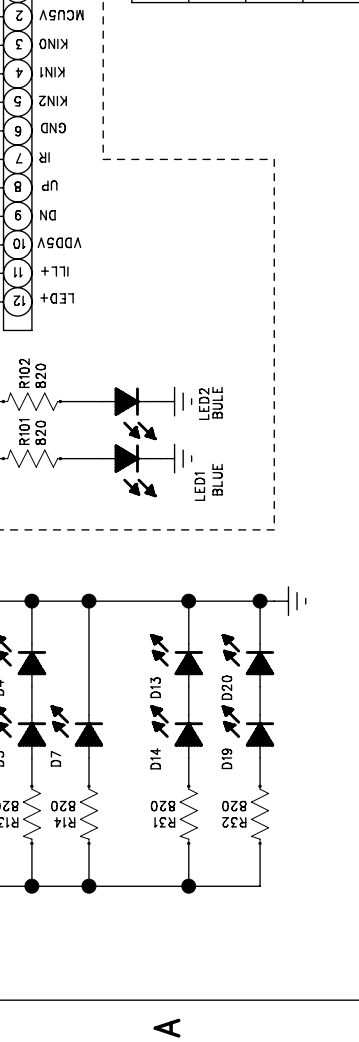 2 MCU5V
3 KIN0
4 KIN1
5 KIN2
6 GND
7 IR
8 UP
9 DN
10 VDD5V
11 ILL+
12 LED+
R102
820
LED2
BULE
R101
820
LED1
BLUE
D4
D7
D13
D14
D20
D19
820
R14
820
R31
820
R32
820
A